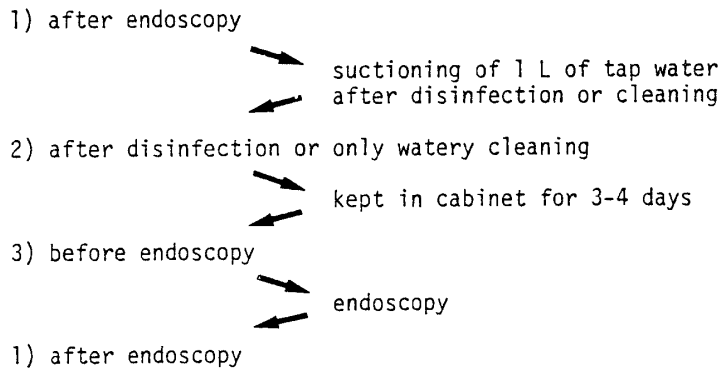 1) after endoscopy
suctioning of 1 L of tap water
after disinfection or cleaning
2) after disinfection or only watery cleaning
kept in cabinet for 3-4 days
3) before endoscopy
endoscopy
1) after endoscopy